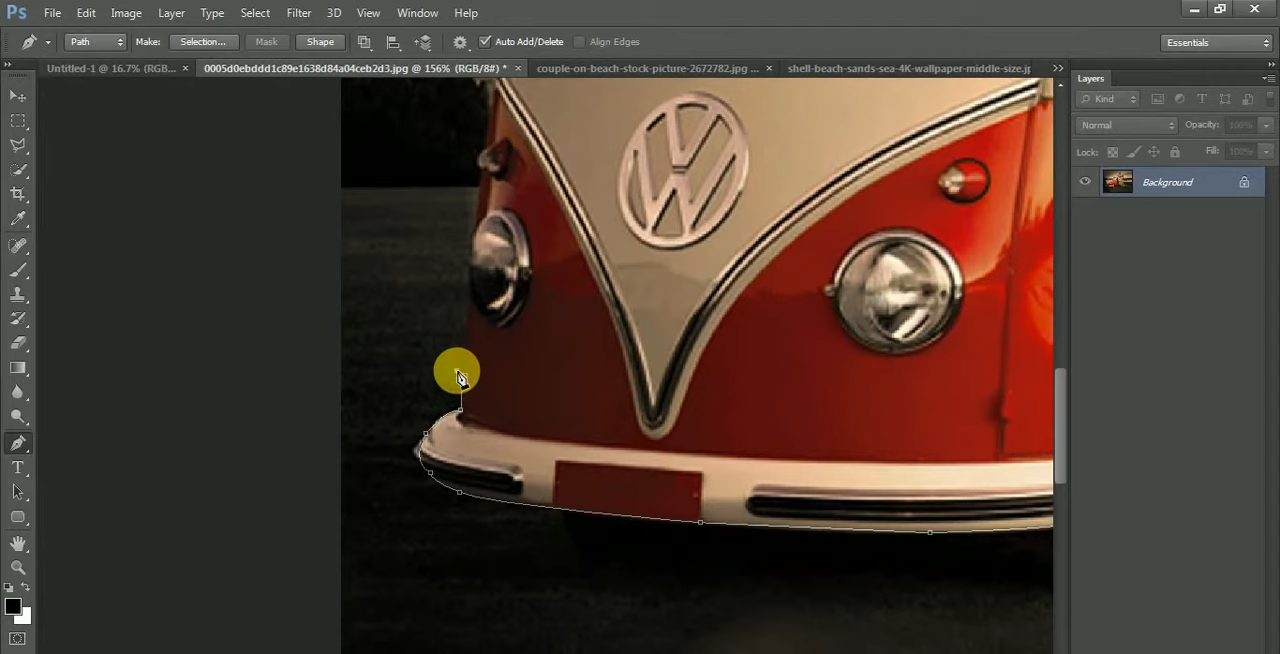 Ps File Edit Image Layer Type Select Filter 3D View Window Help
Path Make: Selection... Mask Shape Auto Add/Delete Align Edges Essentials
Untitled-1 @ 16.7% (RGB... × 0005d0ebddd1c89e1638d84a04ceb2d3.jpg @ 156% (RGB/8#) * × couple-on-beach-stock-picture-2672782.jpg ... × shell-beach-sands-sea-4K-wallpaper-middle-size.jp
Layers
Kind
Normal Opacity: 100%
Lock: Fill: 100%
Background